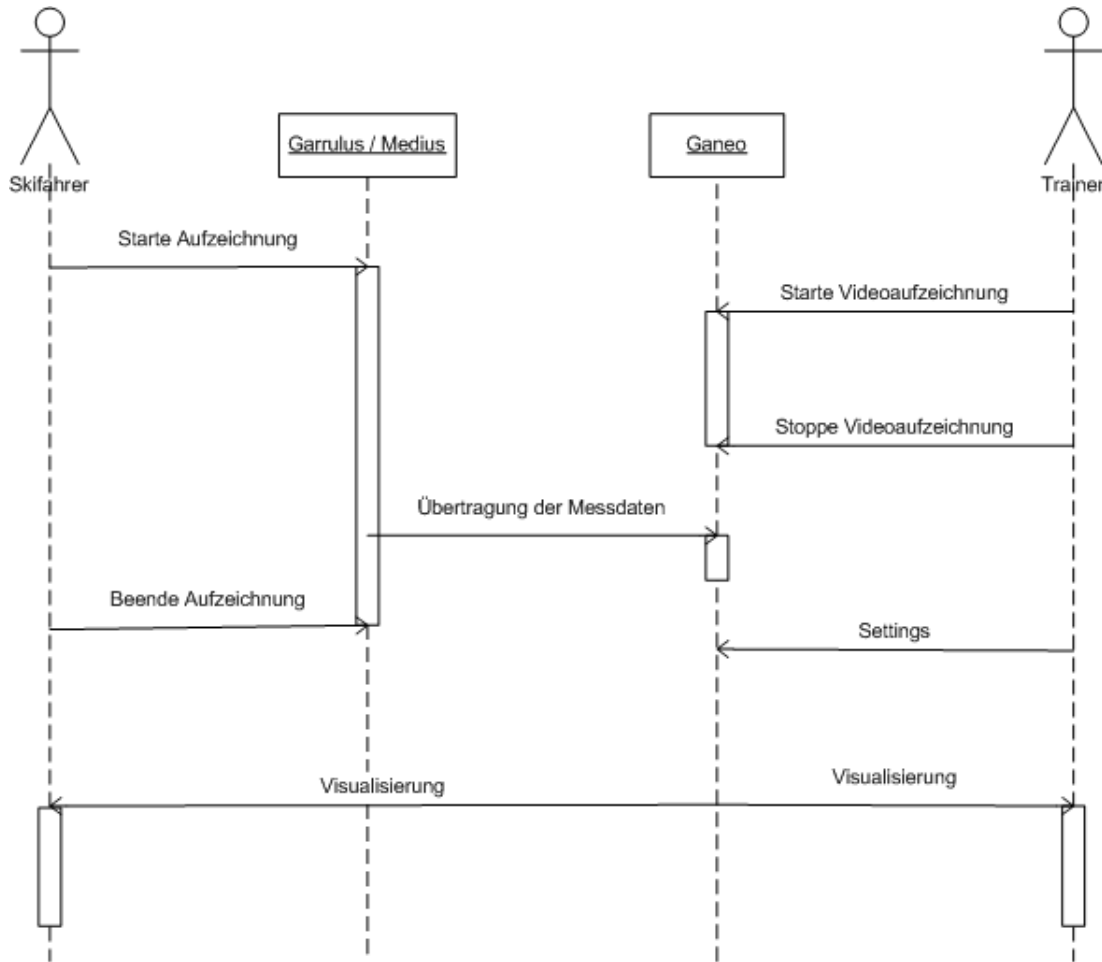 Garrulus / Medius
Ganeo
Skifahrer
Trainer
Starte Aufzeichnung
Starte Videoaufzeichnung
Stoppe Videoaufzeichnung
Übertragung der Messdaten
Beende Aufzeichnung
Settings
Visualisierung
Visualisierung